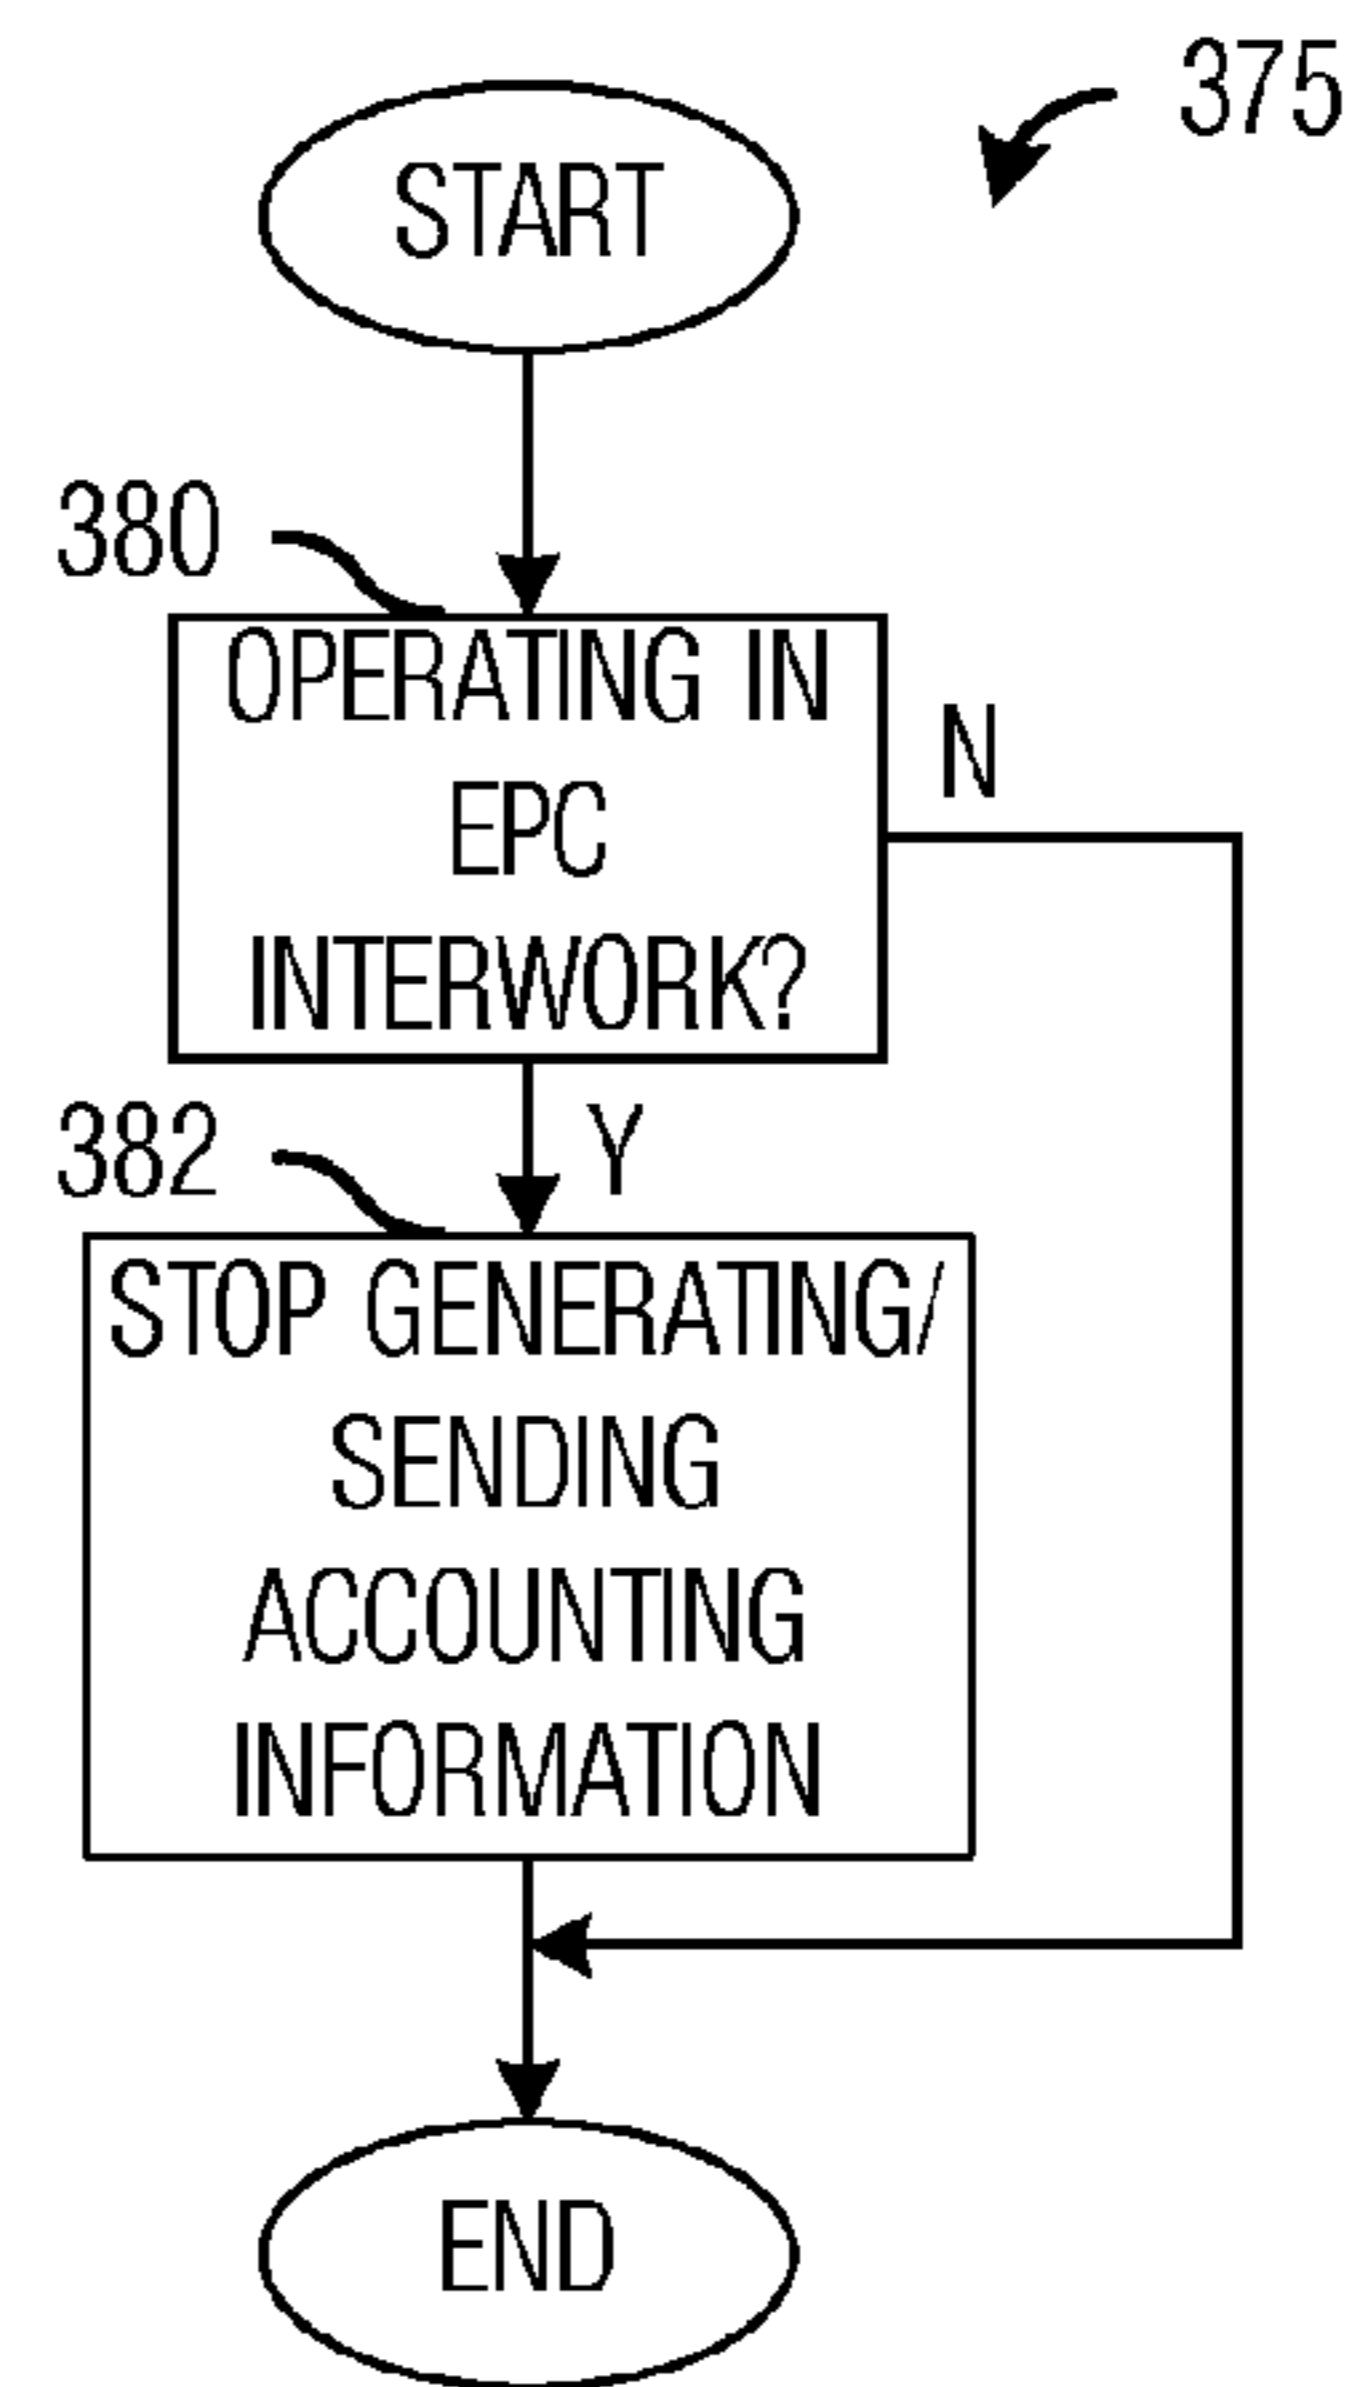 375
START
380
OPERATING IN
EPC
INTERWORK?
N
Y
382
STOP GENERATING/
SENDING
ACCOUNTING
INFORMATION
END